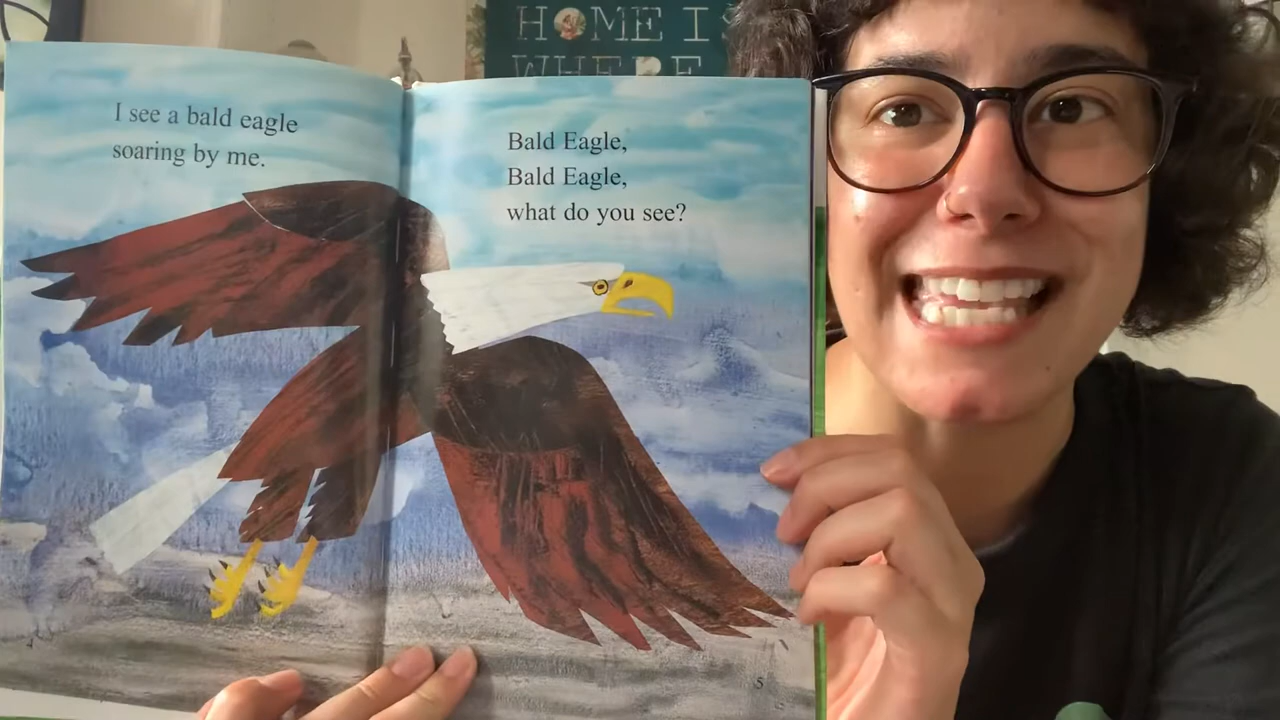 HOME IS
WHERE
I see a bald eagle
soaring by me.
Bald Eagle,
Bald Eagle,
what do you see?
5